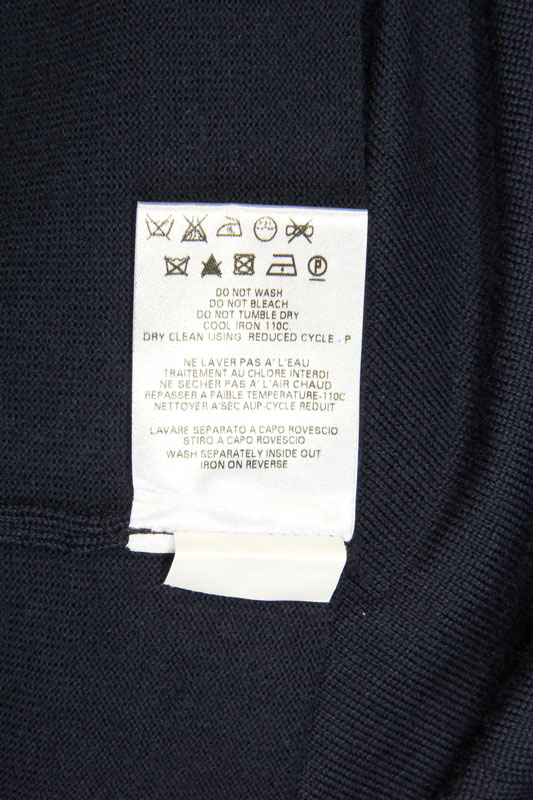 P
DO NOT WASH
DO NOT BLEACH
DO NOT TUMBLE DRY
COOL IRON 110C.
DRY CLEAN USING REDUCED CYCLE - P
NE LAVER PAS A' L'EAU
TRAITEMENT AU CHLORE INTERDI
NE SECHER PAS A' L'AIR CHAUD
REPASSER A FAIBLE TEMPERATURE-110C
NETTOYER A'SEC AUP-CYCLE REDUIT
LAVARE SEPARATO A CAPO ROVESCIO
STIRO A CAPO ROVESCIO
WASH SEPARATELY INSIDE OUT
IRON ON REVERSE